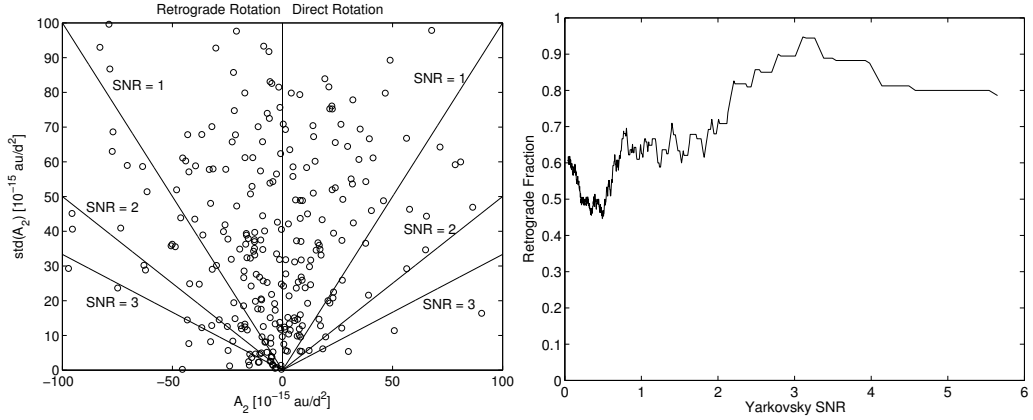 Retrograde Rotation Direct Rotation
100
90
80
70
60
50
40
30
20
10
0
std(A2) [10−15 au/d2]
SNR = 1
SNR = 1
SNR = 2
SNR = 2
SNR = 3
SNR = 3
−100 −50 0 50 100
A2 [10−15 au/d2]
1
0.9
0.8
0.7
0.6
0.5
0.4
0.3
0.2
0.1
0
Retrograde Fraction
0 1 2 3 4 5 6
Yarkovsky SNR